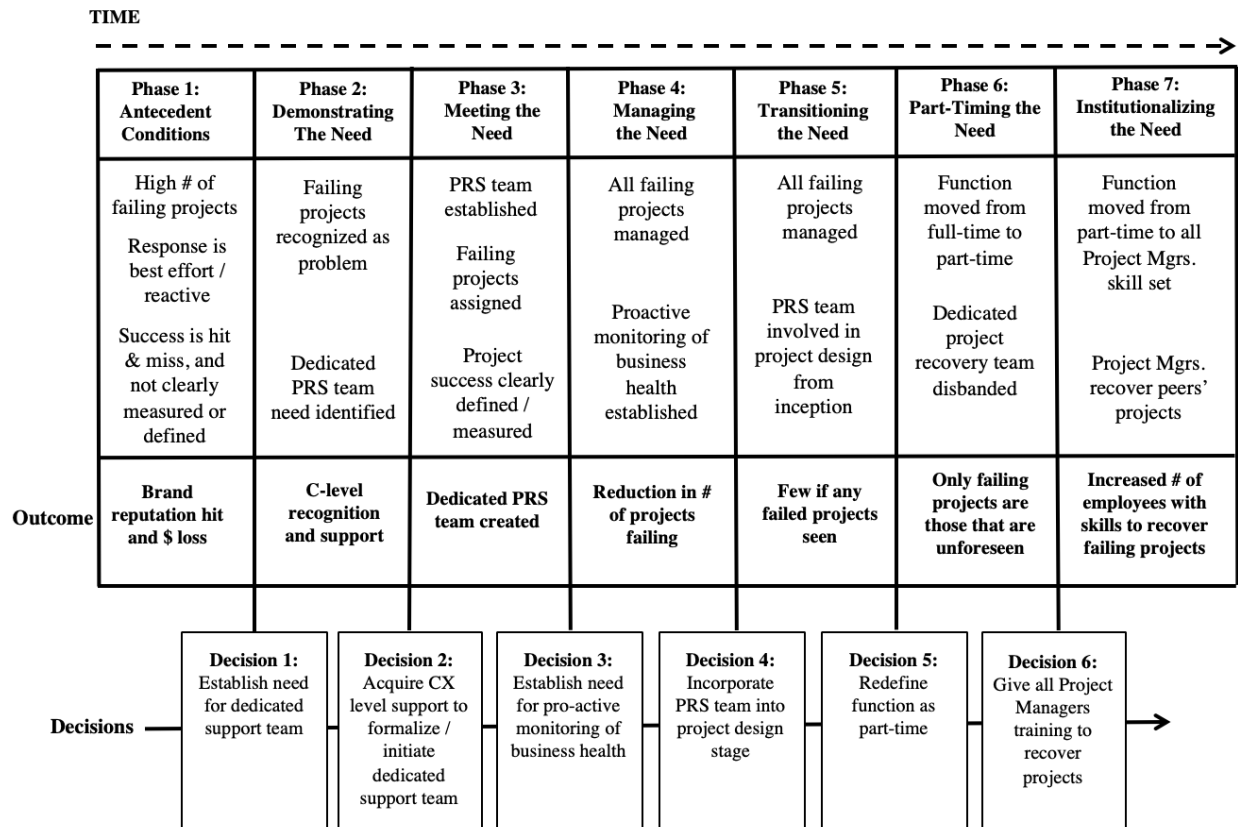 TIME
Phase 1:
Antecedent
Conditions
Phase 2:
Demonstrating
The Need
Phase 3:
Meeting the
Need
Phase 4:
Managing
the Need
Phase 5:
Transitioning
the Need
Phase 6:
Part-Timing the
Need
Phase 7:
Institutionalizing
the Need
High # of
failing projects
Response is
best effort /
reactive
Success is hit
& miss, and
not clearly
measured or
defined
Failing
projects
recognized as
problem
Dedicated
PRS team
need identified
PRS team
established
Failing
projects
assigned
Project
success clearly
defined /
measured
All failing
projects
managed
Proactive
monitoring of
business
health
established
All failing
projects
managed
PRS team
involved in
project design
from
inception
Function
moved from
full-time to
part-time
Dedicated
project
recovery team
disbanded
Function
moved from
part-time to all
Project Mgrs.
skill set
Project Mgrs.
recover peers’
projects
Outcome
Brand
reputation hit
and $ loss
C-level
recognition
and support
Dedicated PRS
team created
Reduction in #
of projects
failing
Few if any
failed projects
seen
Only failing
projects are
those that are
unforeseen
Increased # of
employees with
skills to recover
failing projects
Decisions
Decision 1:
Establish need
for dedicated
support team
Decision 2:
Acquire CX
level support to
formalize /
initiate
dedicated
support team
Decision 3:
Establish need
for pro-active
monitoring of
business health
Decision 4:
Incorporate
PRS team into
project design
stage
Decision 5:
Redefine
function as
part-time
Decision 6:
Give all Project
Managers
training to
recover
projects